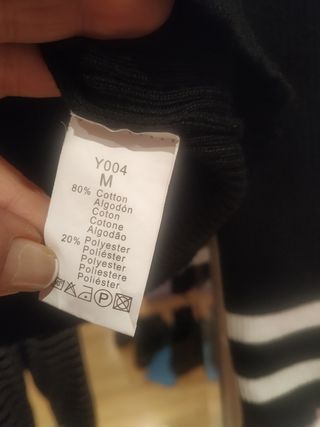 Y004
M
80% Cotton
Algodón
Coton
Cotone
Algodão
20% Polyester
Poliéster
Polyester
Poliestere
Poliéster
P